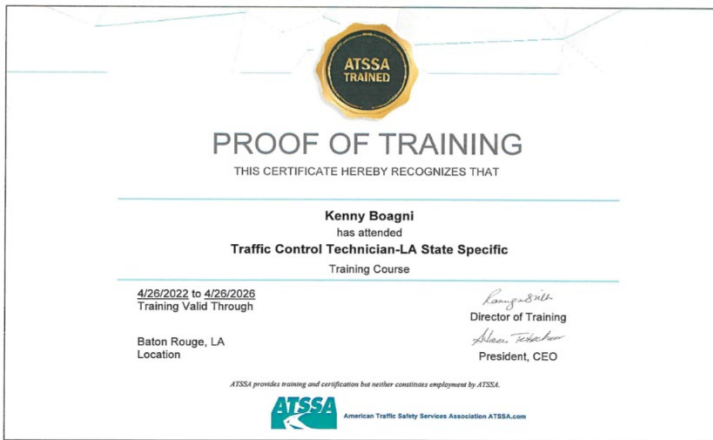 ATSSA
TRAINED
PROOF OF TRAINING
THIS CERTIFICATE HEREBY RECOGNIZES THAT
Kenny Boagni
has attended
Traffic Control Technician-LA State Specific
Training Course
4/26/2022 to 4/26/2026
Training Valid Through
Director of Training
Baton Rouge, LA
Location
President, CEO
ATSSA provides training and certification but neither constitutes employment by ATSSA.
ATSSA
American Traffic Safety Services Association ATSSA.com